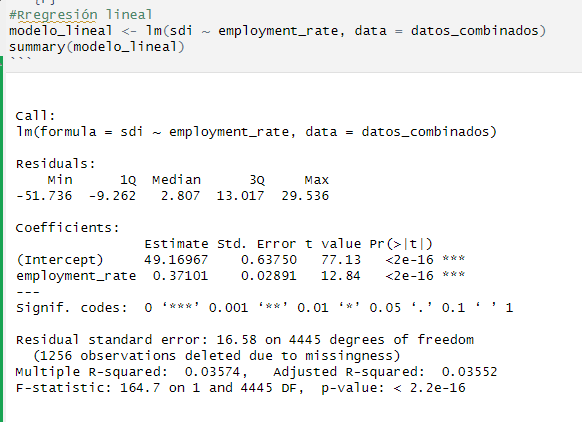 #Rregresión lineal
modelo_lineal <- lm(sdi ~ employment_rate, data = datos_combinados)
summary(modelo_lineal)
```
Call:
lm(formula = sdi ~ employment_rate, data = datos_combinados)
Residuals:
Min 1Q Median 3Q Max
-51.736 -9.262 2.807 13.017 29.536
Coefficients:
Estimate Std. Error t value Pr(>|t|)
(Intercept) 49.16967 0.63750 77.13 <2e-16 ***
employment_rate 0.37101 0.02891 12.84 <2e-16 ***
---
Signif. codes: 0 ‘***’ 0.001 ‘**’ 0.01 ‘*’ 0.05 ‘.’ 0.1 ‘ ’ 1
Residual standard error: 16.58 on 4445 degrees of freedom
(1256 observations deleted due to missingness)
Multiple R-squared: 0.03574, Adjusted R-squared: 0.03552
F-statistic: 164.7 on 1 and 4445 DF, p-value: < 2.2e-16